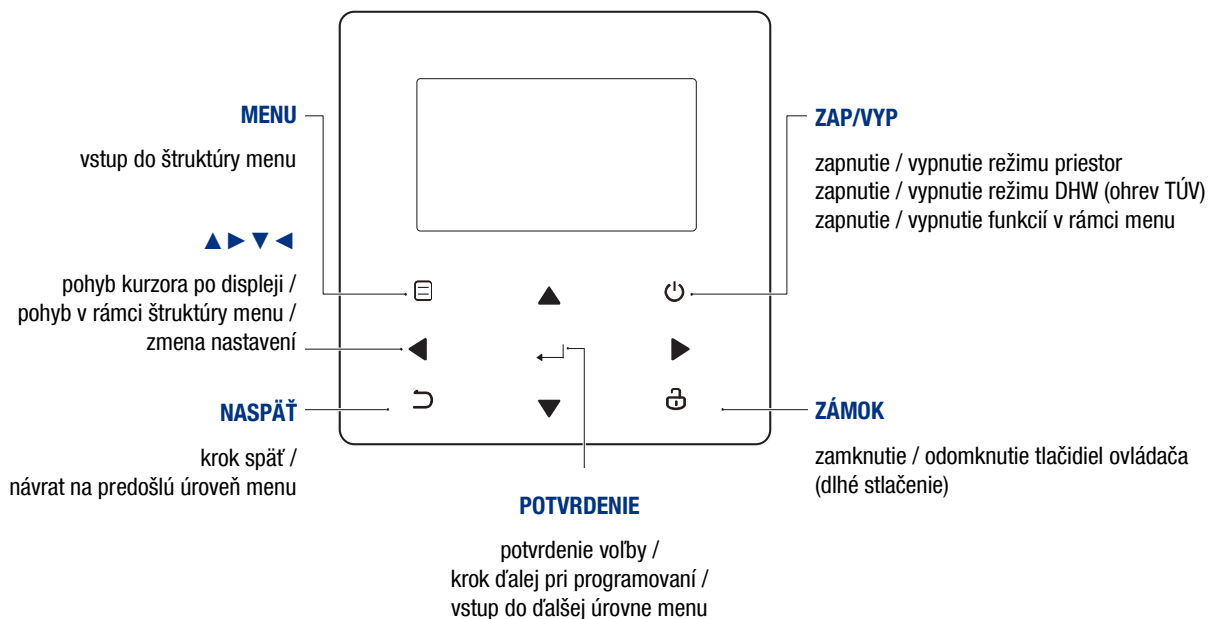 MENU
vstup do štruktúry menu
▲ ► ▼ ◄
pohyb kurzora po displeji /
pohyb v rámci štruktúry menu /
zmena nastavení
NASPÄŤ
krok späť /
návrat na predošlú úroveň menu
POTVRDENIE
potvrdenie voľby /
krok ďalej pri programovaní /
vstup do ďalšej úrovne menu
ZAP/VYP
zapnutie / vypnutie režimu priestor
zapnutie / vypnutie režimu DHW (ohrev TÚV)
zapnutie / vypnutie funkcií v rámci menu
ZÁMOK
zamknutie / odomknutie tlačidiel ovládača
(dlhé stlačenie)